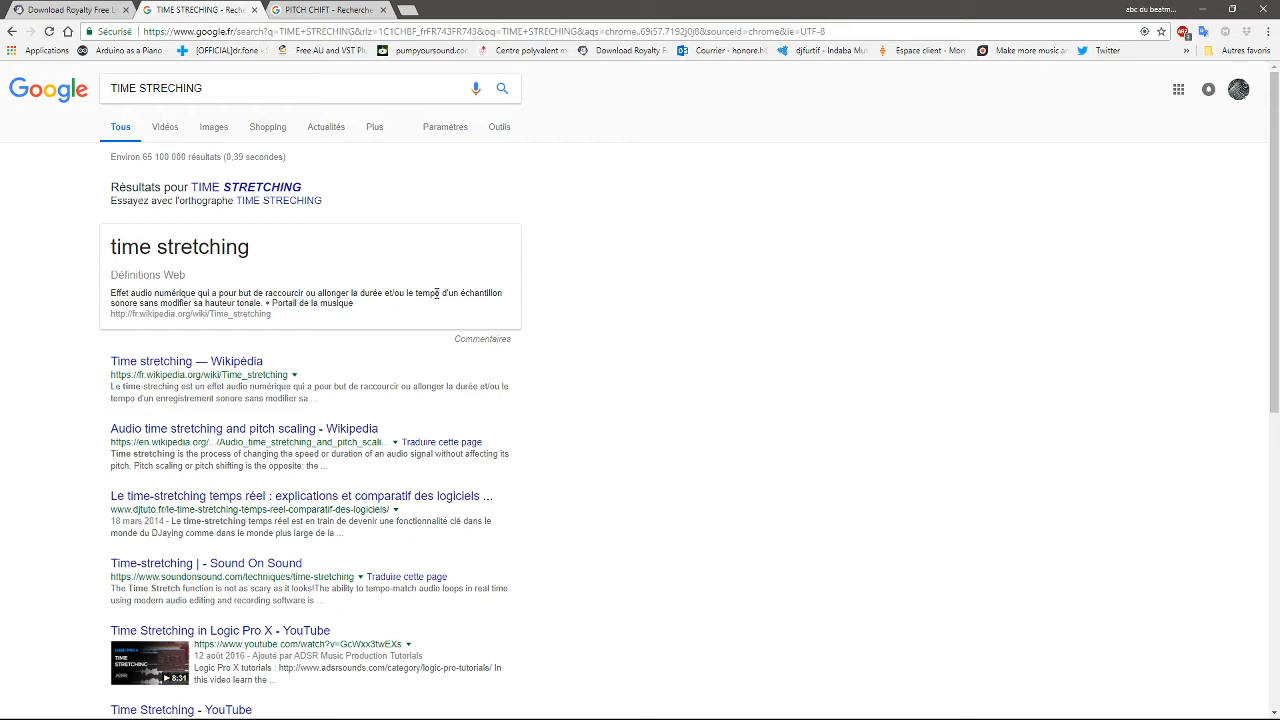 Download Royalty Free L
TIME STRECHING - Reche
PITCH CHIFT - Recherche
abc du beatm...
Sécurisé
https://www.google.fr/search?q=TIME+STRECHING&rlz=1C1CHBF_frFR743FR743&oq=TIME+STRECHING&aqs=chrome..69i57.7192j0j8&sourceid=chrome&ie=UTF-8
Applications
Arduino as a Piano
[OFFICIAL]dr.fone
Free AU and VST Plu
pumpyourisound.com
Centre polyvalent m
Download Royalty F
Courrier - homere.h
djufurti - Indaba Mu
Espace client - Mon
Make more music ar
Twitter
»
Autres favoris
Google
TIME STRECHING
Tous
Vidéos
Images
Shopping
Actualités
Plus
Paramètres
Outils
Environ 65 100 000 résultats (0,39 secondes)
Résultats pour TIME STRETCHING
Essayez avec l'orthographe TIME STRECHING
time stretching
Définitions Web
Effet audio numérique qui a pour but de raccourcir ou allonger la durée et/ou le tempo d'un échantillon
sonore sans modifier sa hauteur tonale. • Portail de la musique
http://fr.wikipedia.org/wiki/Time_stretching
Commentaires
Time stretching — Wikipédia
https://fr.wikipedia.org/wiki/Time_stretching
Le time-streching est un effet audio numérique qui a pour but de raccourcir ou allonger la durée et/ou le
tempo d'un enregistrement sonore sans modifier sa ...
Audio time stretching and pitch scaling - Wikipedia
https://en.wikipedia.org/.../Audio_time_stretching_and_pitch_scali... Traduire cette page
Time stretching is the process of changing the speed or duration of an audio signal without affecting its
pitch. Pitch scaling or pitch shifting is the opposite: the ...
Le time-stretching temps réel : explications et comparatif des logiciels ...
www.djtuto.fr/le-time-stretching-temps-reel-comparatif-des-logiciels/
18 mars 2014 - Le time-stretching temps réel est en train de devenir une fonctionnalité clé dans le
monde du DJaying comme dans le monde plus large de la ...
Time-stretching | - Sound On Sound
https://www.soundonsound.com/techniques/time-stretching Traduire cette page
The Time Stretch function is not as scary as it looks!The ability to tempo-match audio loops in real time
using modern audio editing and recording software is ...
Time Stretching in Logic Pro X - YouTube
https://www.youtube.com/watch?v=GcWxx3twEXs
12 août 2016 - Ajouté par ADSR Music Production Tutorials
Logic Pro X tutorials : http://www.adsrsounds.com/category/logic-pro-tutorials/ In
this video learn the ...
LOGIC PRO X
TIME
STRETCHING
8:31
Time Stretching - YouTube